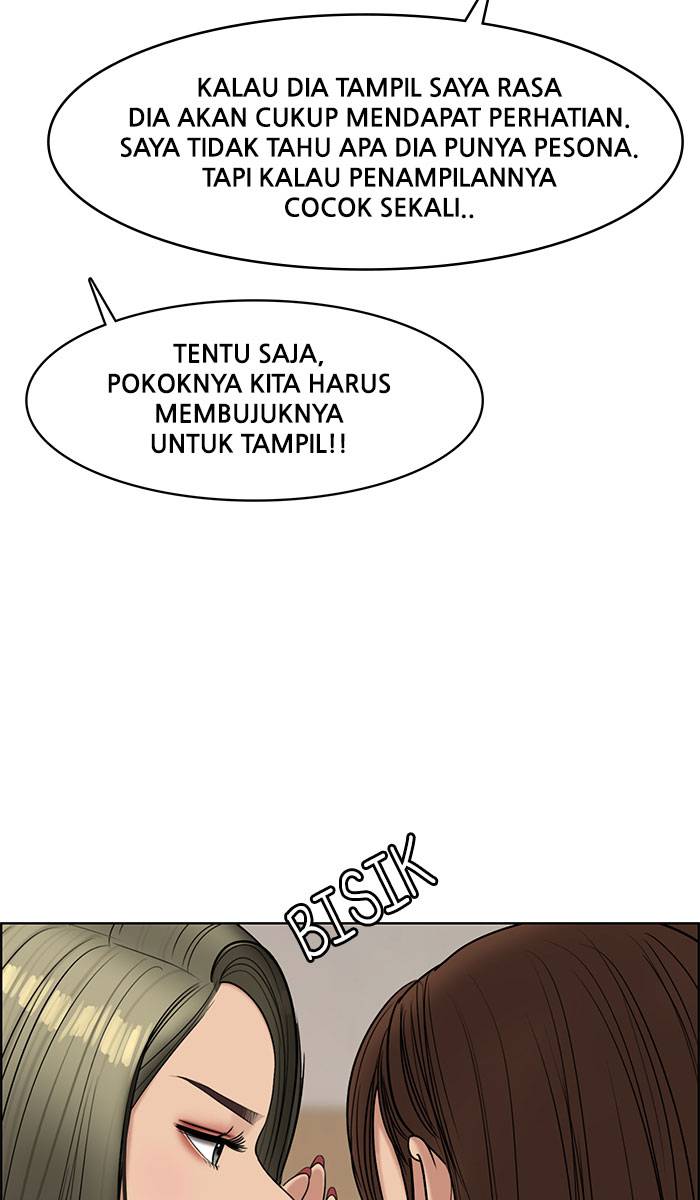 KALAU DIA TAMPIL SAYA RASA
DIA AKAN CUKUP MENDAPAT PERHATIAN.
SAYA TIDAK TAHU APA DIA PUNYA PESONA.
TAPI KALAU PENAMPILANNYA
COCOK SEKALI..
TENTU SAJA,
POKOKNYA KITA HARUS
MEMBUJUKNYA
UNTUK TAMPIL!!
BISIK